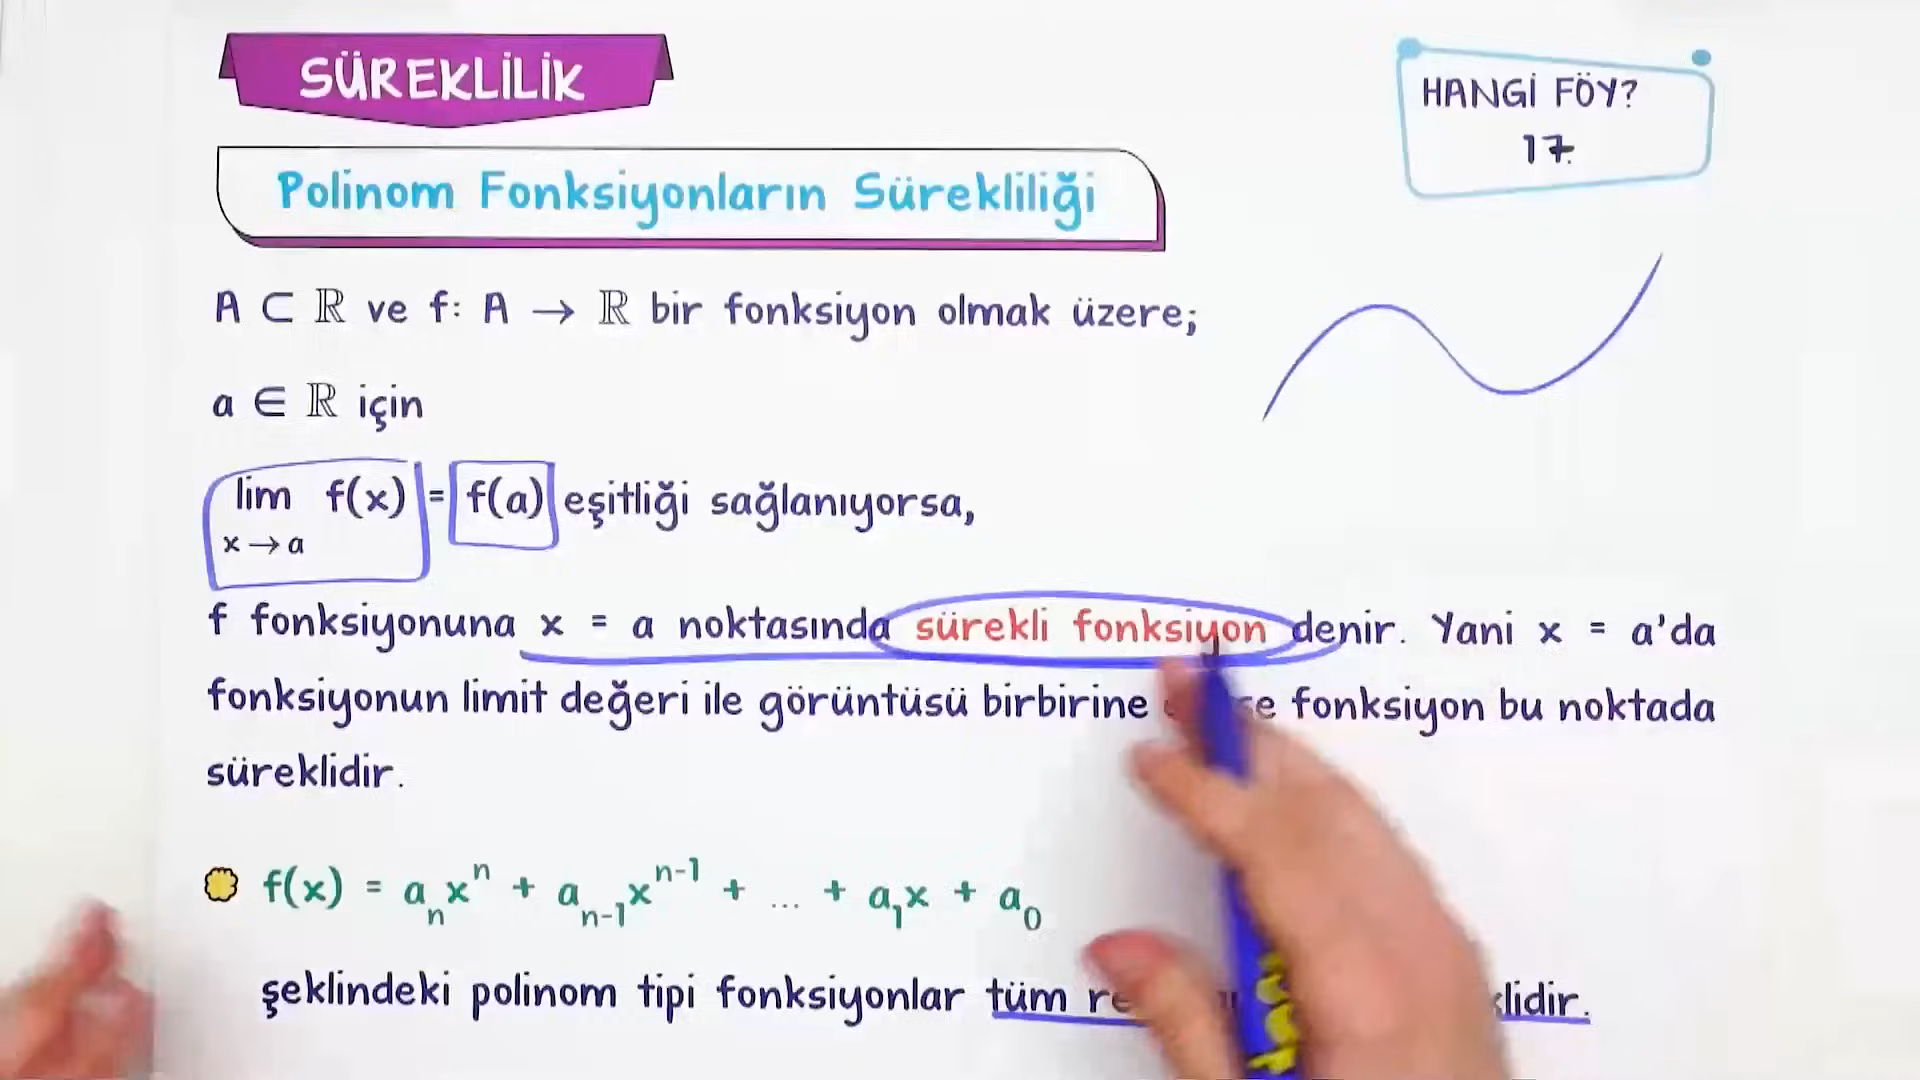 SÜREKLİLİK
HANGİ FÖY?
17.
Polinom Fonksiyonların Sürekliliği
A ⊂ ℝ ve f: A → ℝ bir fonksiyon olmak üzere;
a ∈ ℝ için
lim f(x) = f(a) eşitliği sağlanıyorsa,
x → a
f fonksiyonuna x = a noktasında sürekli fonksiyon denir. Yani x = a'da
fonksiyonun limit değeri ile görüntüsü birbirine fonksiyon bu noktada
süreklidir.
f(x) = aₙxⁿ + aₙ₋₁xⁿ⁻¹ + ... + a₁x + a₀
şeklindeki polinom tipi fonksiyonlar tüm